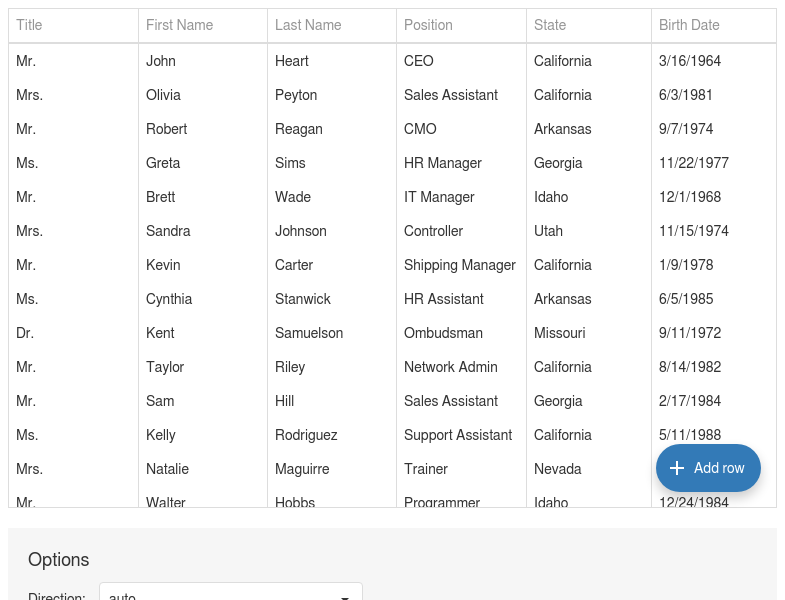 Title First Name Last Name Position State Birth Date
Mr. John Heart CEO California 3/16/1964
Mrs. Olivia Peyton Sales Assistant California 6/3/1981
Mr. Robert Reagan CMO Arkansas 9/7/1974
Ms. Greta Sims HR Manager Georgia 11/22/1977
Mr. Brett Wade IT Manager Idaho 12/1/1968
Mrs. Sandra Johnson Controller Utah 11/15/1974
Mr. Kevin Carter Shipping Manager California 1/9/1978
Ms. Cynthia Stanwick HR Assistant Arkansas 6/5/1985
Dr. Kent Samuelson Ombudsman Missouri 9/11/1972
Mr. Taylor Riley Network Admin California 8/14/1982
Mr. Sam Hill Sales Assistant Georgia 2/17/1984
Ms. Kelly Rodriguez Support Assistant California 5/11/1988
Mrs. Natalie Maguirre Trainer Nevada
Add row
Mr. Walter Hobbs Programmer Idaho 12/24/1984
Options
Direction: auto